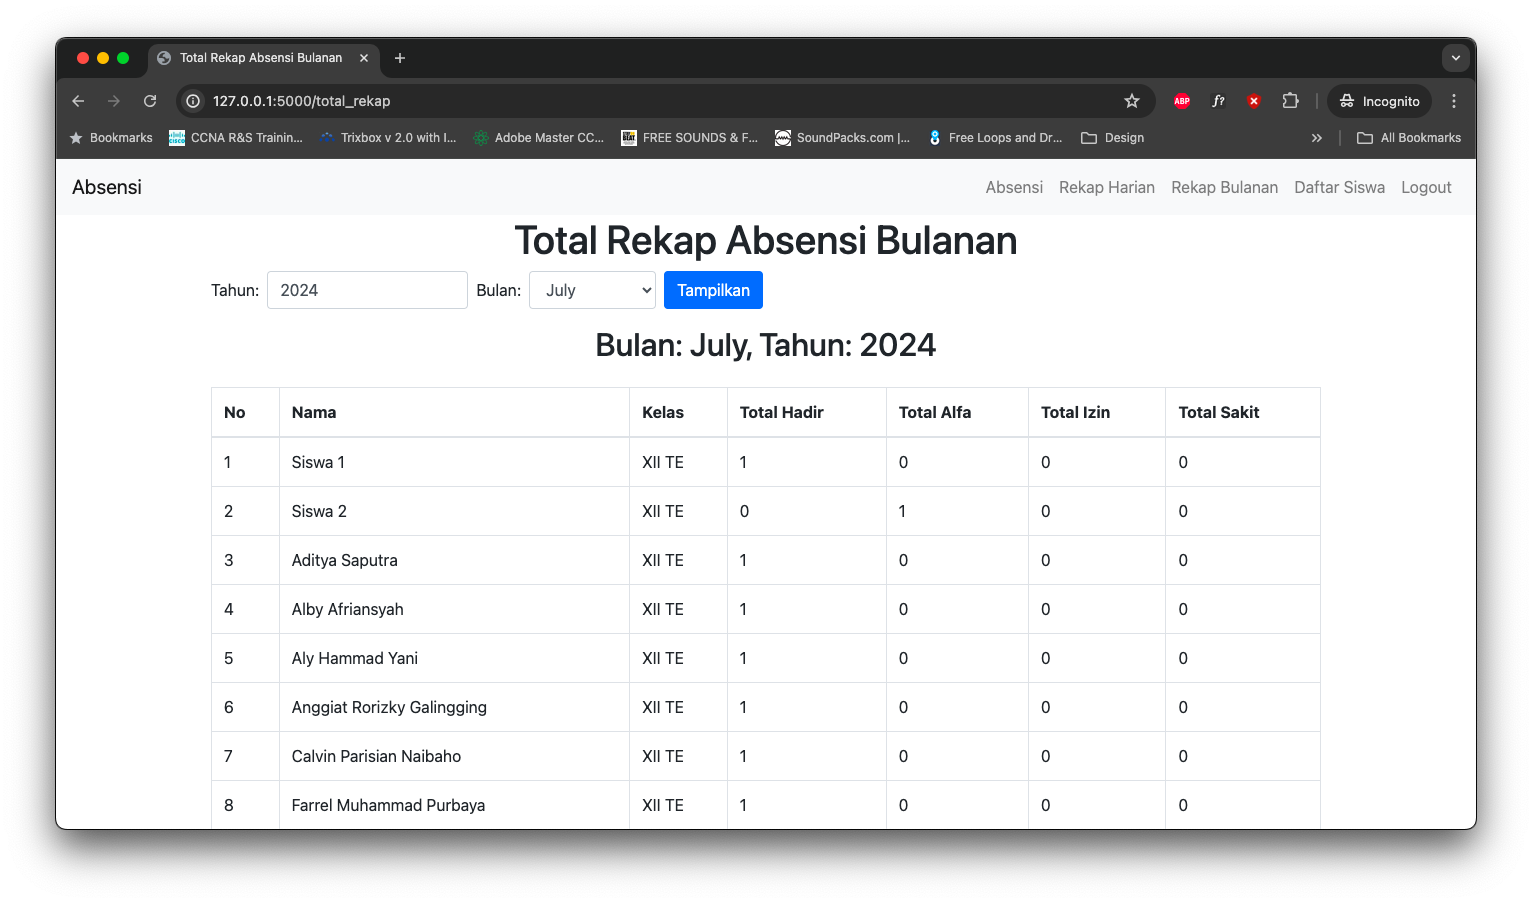 Total Rekap Absensi Bulanan
127.0.0.1:5000/total_rekap
ABP
f?
Incognito
Bookmarks
CCNA R&S Trainin...
Trixbox v 2.0 with I...
Adobe Master CC...
FREE SOUNDS & F...
SoundPacks.com |...
Free Loops and Dr...
Design
All Bookmarks
Absensi
Absensi Rekap Harian Rekap Bulanan Daftar Siswa Logout
Total Rekap Absensi Bulanan
Tahun: 2024 Bulan: July Tampilkan
Bulan: July, Tahun: 2024
No Nama Kelas Total Hadir Total Alfa Total Izin Total Sakit
1 Siswa 1 XII TE 1 0 0 0
2 Siswa 2 XII TE 0 1 0 0
3 Aditya Saputra XII TE 1 0 0 0
4 Alby Afriansyah XII TE 1 0 0 0
5 Aly Hammad Yani XII TE 1 0 0 0
6 Anggiat Rorizky Galingging XII TE 1 0 0 0
7 Calvin Parisian Naibaho XII TE 1 0 0 0
8 Farrel Muhammad Purbaya XII TE 1 0 0 0